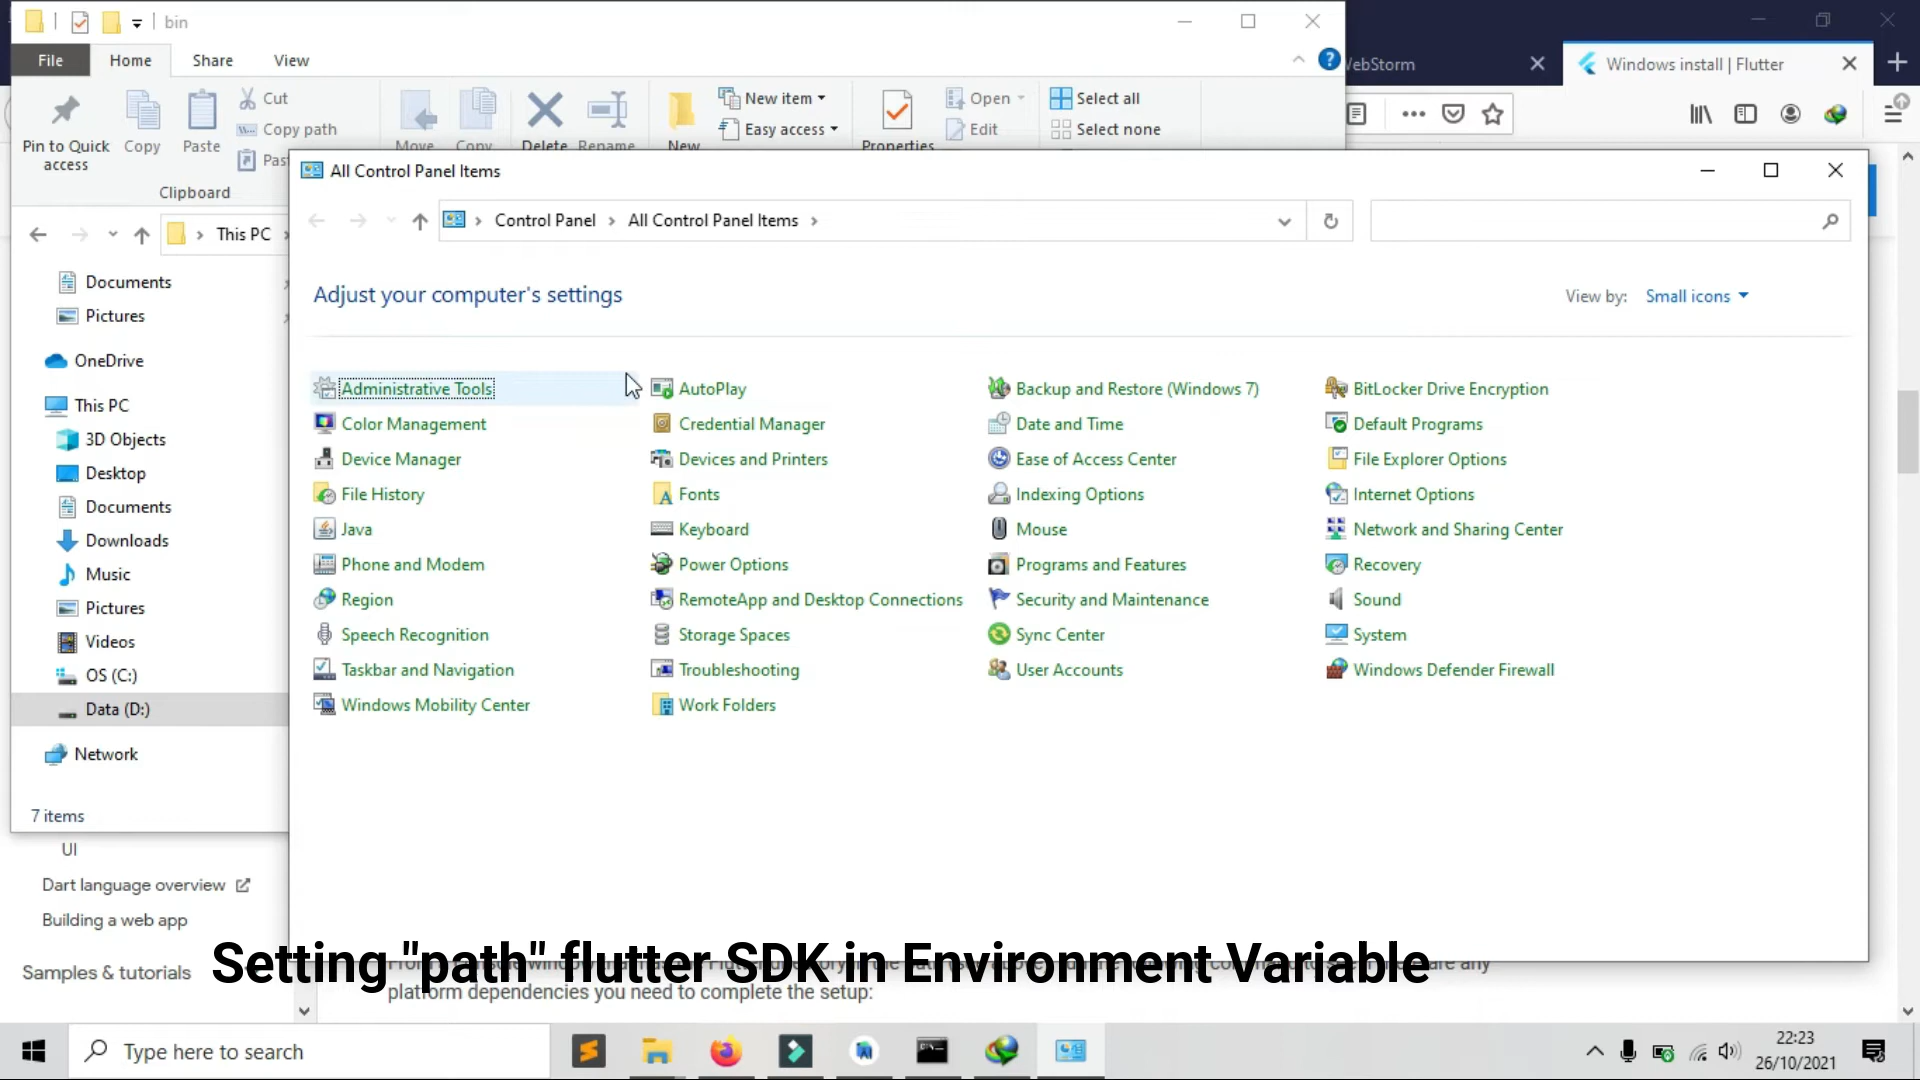 bin
File Home Share View
WebStorm
Windows install | Flutter
Pin to Quick access
Copy
Paste
Cut
Copy path
Move
Copy
Delete
Rename
New
New item
Easy access
Properties
Open
Edit
Select all
Select none
Clipboard
This PC
Documents
Pictures
OneDrive
This PC
3D Objects
Desktop
Documents
Downloads
Music
Pictures
Videos
OS (C:)
Data (D:)
Network
7 items
All Control Panel Items
Control Panel > All Control Panel Items >
Adjust your computer's settings
View by: Small icons
Administrative Tools
AutoPlay
Backup and Restore (Windows 7)
BitLocker Drive Encryption
Color Management
Credential Manager
Date and Time
Default Programs
Device Manager
Devices and Printers
Ease of Access Center
File Explorer Options
File History
Fonts
Indexing Options
Internet Options
Java
Keyboard
Mouse
Network and Sharing Center
Phone and Modem
Power Options
Programs and Features
Recovery
Region
RemoteApp and Desktop Connections
Security and Maintenance
Sound
Speech Recognition
Storage Spaces
Sync Center
System
Taskbar and Navigation
Troubleshooting
User Accounts
Windows Defender Firewall
Windows Mobility Center
Work Folders
UI
Dart language overview
Building a web app
Samples & tutorials
Setting "path" flutter SDK in Environment Variable
any
platform dependencies you need to complete the setup:
Type here to search
22:23
26/10/2021